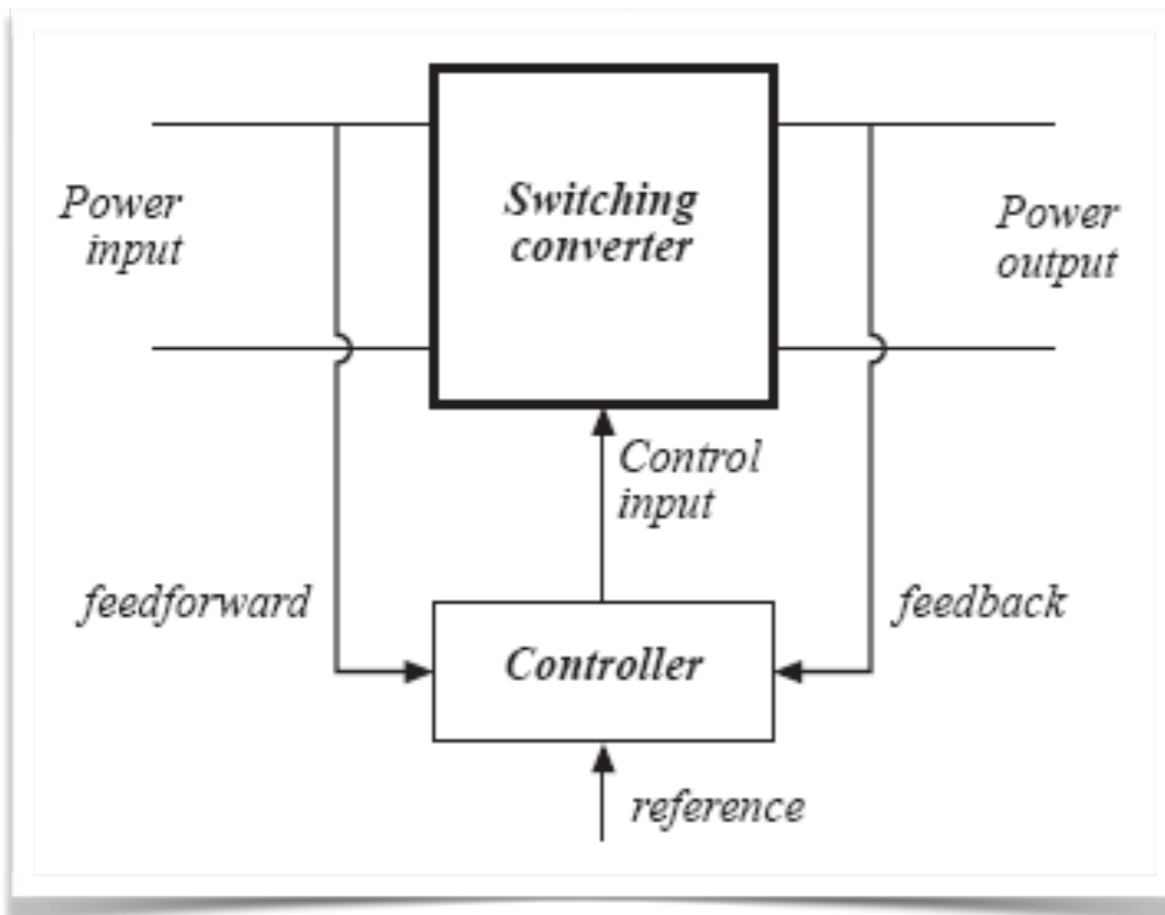 Power
input
Switching
converter
Power
output
Control
input
feedforward
Controller
feedback
reference